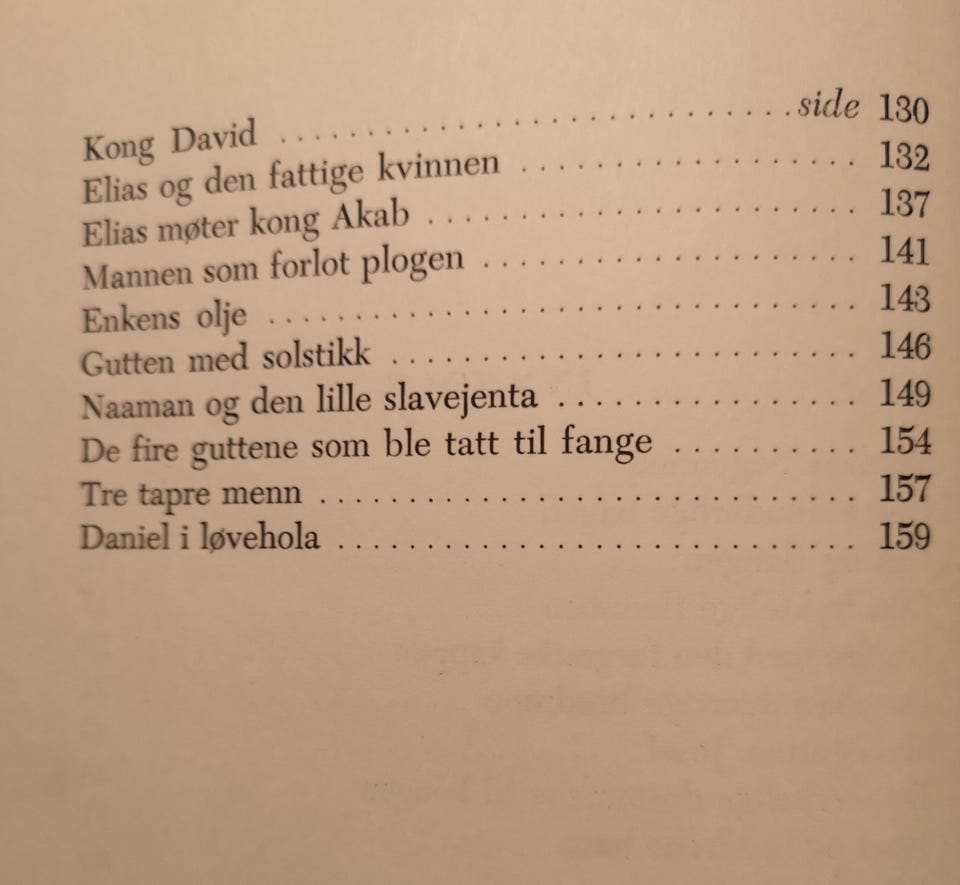 Kong David . . . . . . . . . . . . . . . . . . . . . . . . . . . . . side 130
Elias og den fattige kvinnen . . . . . . . . . . . . . . . . . . . 132
Elias møter kong Akab . . . . . . . . . . . . . . . . . . . . . . . . 137
Mannen som forlot plogen . . . . . . . . . . . . . . . . . . . . . 141
Enkens olje . . . . . . . . . . . . . . . . . . . . . . . . . . . . . . . . 143
Gutten med solstikk . . . . . . . . . . . . . . . . . . . . . . . . . . 146
Naaman og den lille slavejenta . . . . . . . . . . . . . . . . . 149
De fire guttene som ble tatt til fange . . . . . . . . . . . 154
Tre tapre menn . . . . . . . . . . . . . . . . . . . . . . . . . . . . . 157
Daniel i løvehola . . . . . . . . . . . . . . . . . . . . . . . . . . . . 159